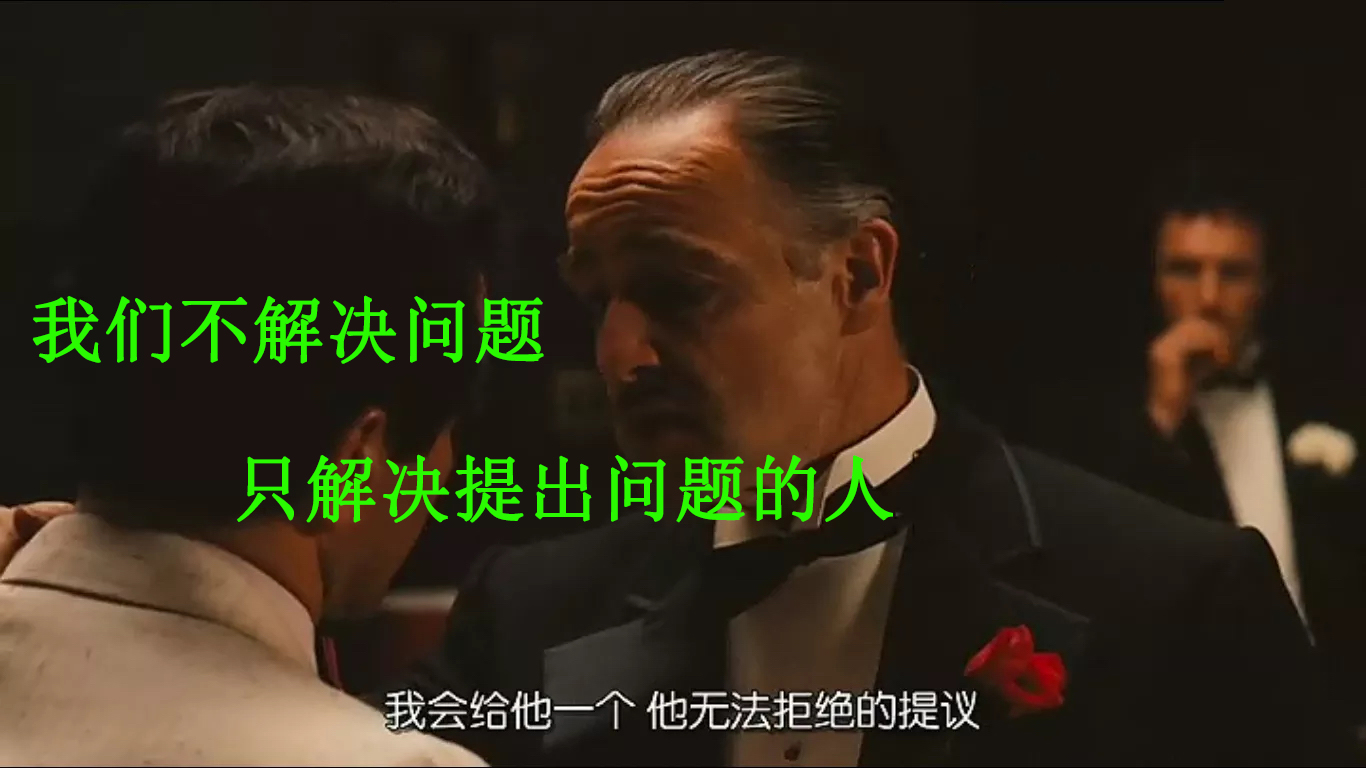 我们不解决问题
只解决提出问题的人
我会给他一个 他无法拒绝的提议